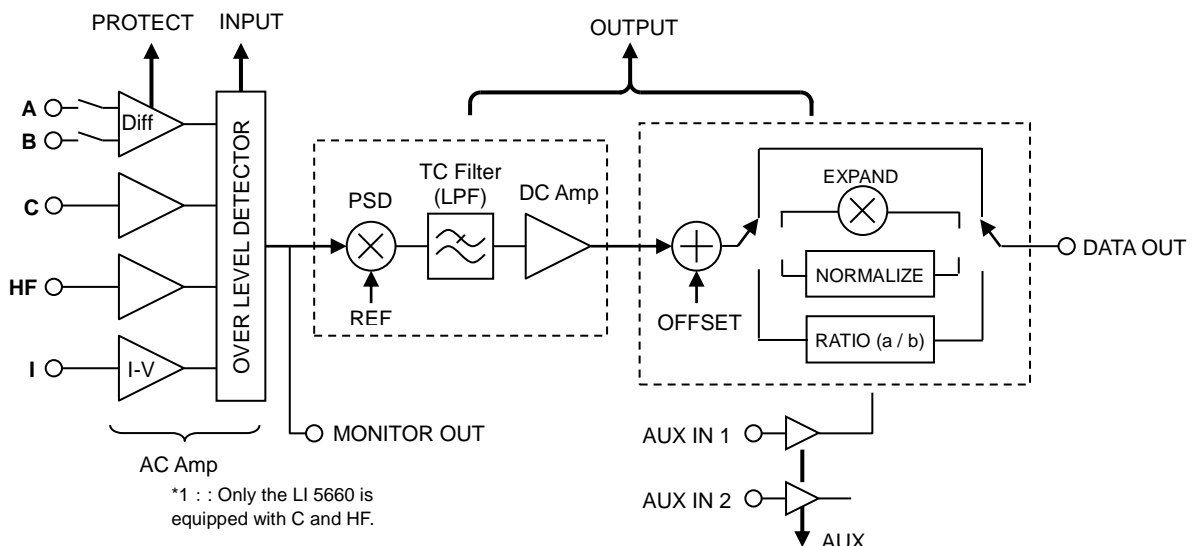 PROTECT
INPUT
OUTPUT
A
B
C
HF
I
Diff
I-V
OVER LEVEL DETECTOR
PSD
REF
TC Filter
(LPF)
DC Amp
OFFSET
EXPAND
NORMALIZE
RATIO (a / b)
DATA OUT
MONITOR OUT
AC Amp
*1 : : Only the LI 5660 is
equipped with C and HF.
AUX IN 1
AUX IN 2
AUX